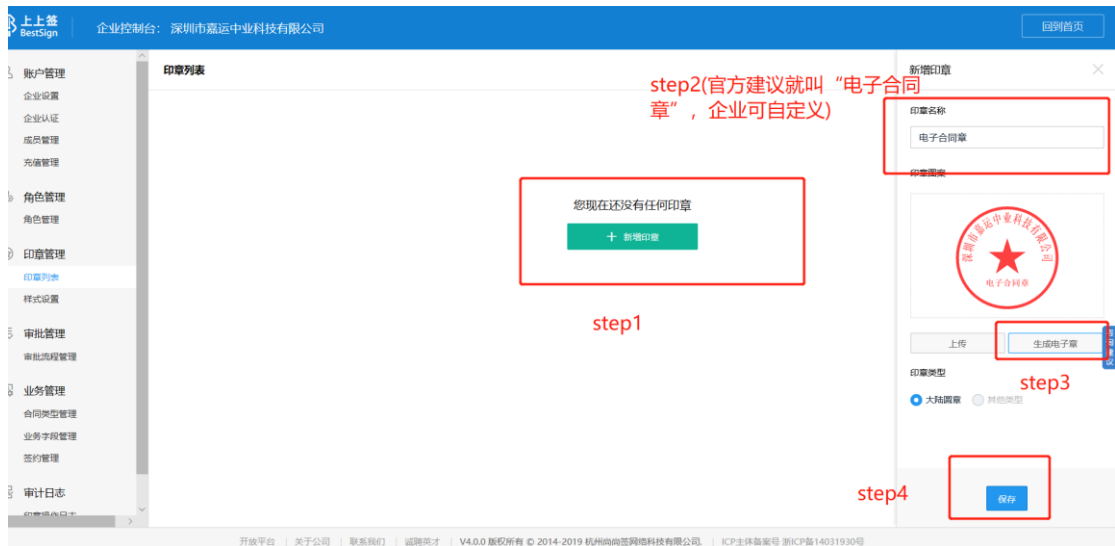 上上签
BestSign
企业控制台： 深圳市嘉运中业科技有限公司
回到首页
账户管理
企业设置
企业认证
成员管理
充值管理
角色管理
角色管理
印章管理
印章列表
样式设置
审批管理
审批流程管理
业务管理
合同类型管理
业务字段管理
签约管理
审计日志
印章操作日志
印章列表
step2(官方建议就叫“电子合同
章”，企业可自定义)
您现在还没有任何印章
＋ 新增印章
step1
新增印章
印章名称
电子合同章
印章图案
深圳市嘉运中业科技有限公司
电子合同章
上传
生成电子章
step3
印章类型
大陆圆章
其他类型
step4
保存
开放平台 | 关于公司 | 联系我们 | 诚聘英才 | V4.0.0 版权所有 © 2014-2019 杭州尚尚签网络科技有限公司. | ICP主体备案号 浙ICP备14031930号